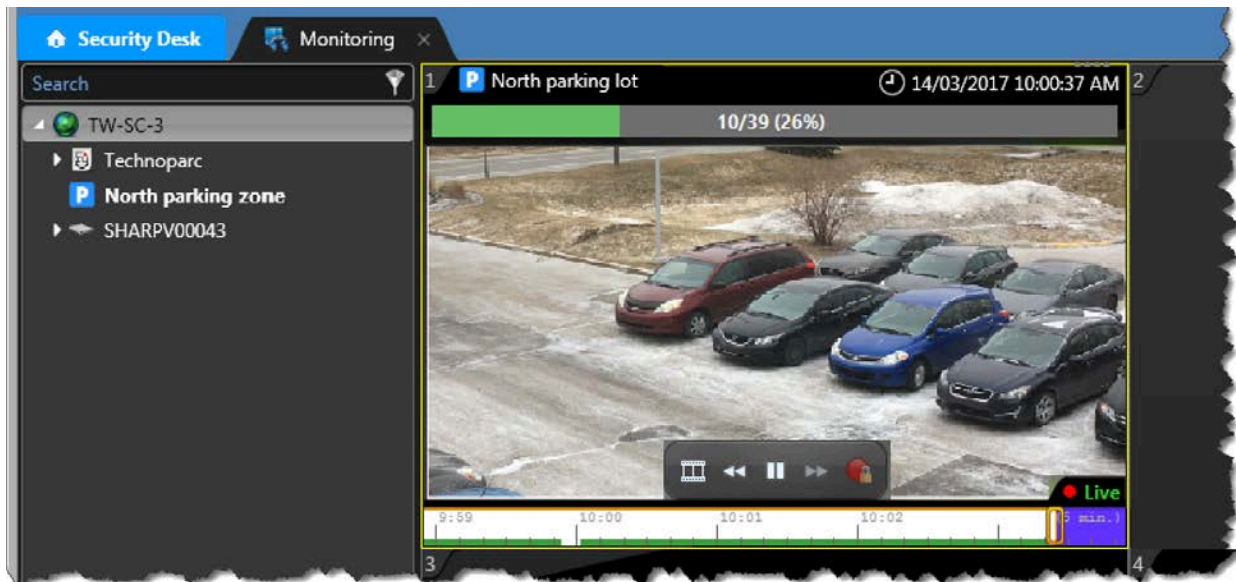 Security Desk
Monitoring
Search
TW-SC-3
Technoparc
P North parking zone
SHARPV00043
1 P North parking lot 14/03/2017 10:00:37 AM 2
10/39 (26%)
Live
9:59 10:00 10:01 10:02 min.)
3 4